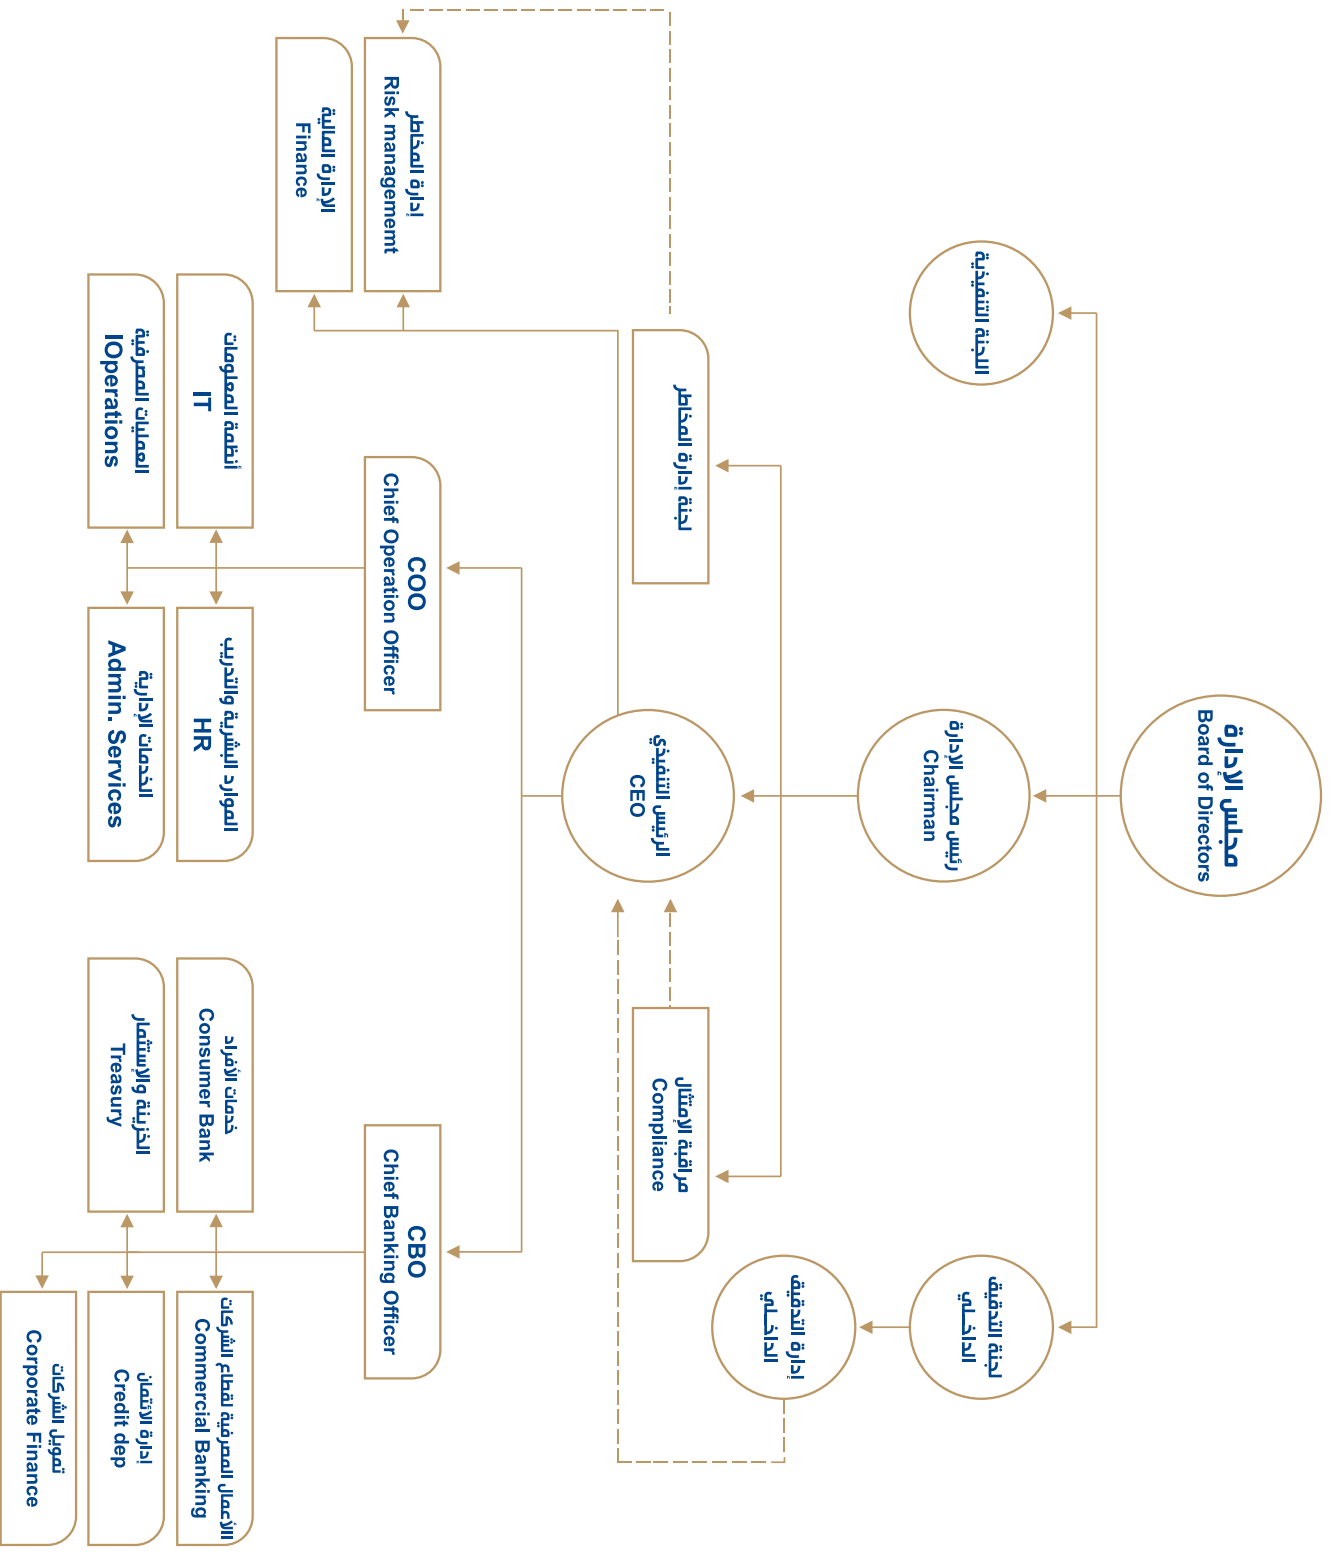 مجلس الإدارة
Board of Directors
اللجنة التنفيذية
رئيس مجلس الإدارة
Chairman
لجنة التدقيق
الداخـلـي
إدارة التدقيق
الداخـلـي
لجنة إدارة المخاطر
الرئيس التنفيذي
CEO
مراقبة الإمتثال
Compliance
إدارة المخاطر
Risk managememt
الإدارة المالية
Finance
COO
Chief Operation Officer
CBO
Chief Banking Officer
أنظمة المعلومات
IT
الموارد البشرية والتدريب
HR
العمليات المصرفية
IOperations
الخدمات الإدارية
Admin. Services
خدمات الأفراد
Consumer Bank
الأعمال المصرفية لقطاع الشركات
Commercial Banking
الخزينة والإستثمار
Treasury
إدارة الائتمان
Credit dep
تمويل الشركات
Corporate Finance